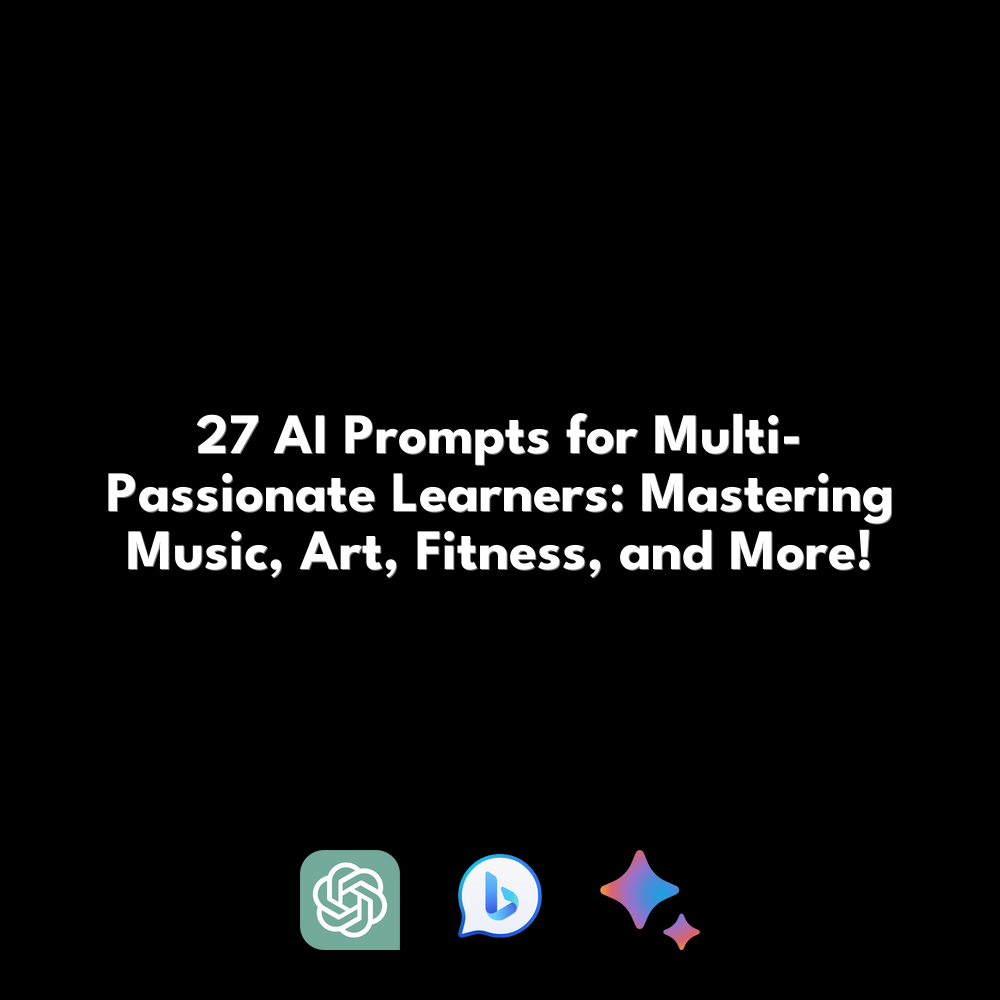 27 AI Prompts for Multi-
Passionate Learners: Mastering
Music, Art, Fitness, and More!